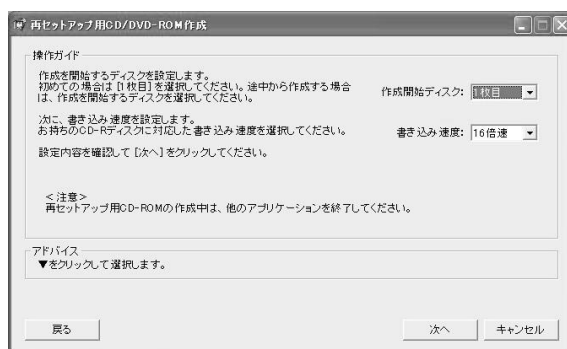 再セットアップ用CD/DVD-ROM作成
操作ガイド
作成を開始するディスクを設定します。
初めての場合は[1枚目]を選択してください。途中から作成する場合
は、作成を開始するディスクを選択してください。
作成開始ディスク: 1枚目
次に、書き込み速度を設定します。
お持ちのCD-Rディスクに対応した書き込み速度を選択してください。
書き込み速度: 16倍速
設定内容を確認して[次へ]をクリックしてください。
<注意>
再セットアップ用CD-ROMの作成中は、他のアプリケーションを終了してください。
アドバイス
▼をクリックして選択します。
戻る 次へ キャンセル